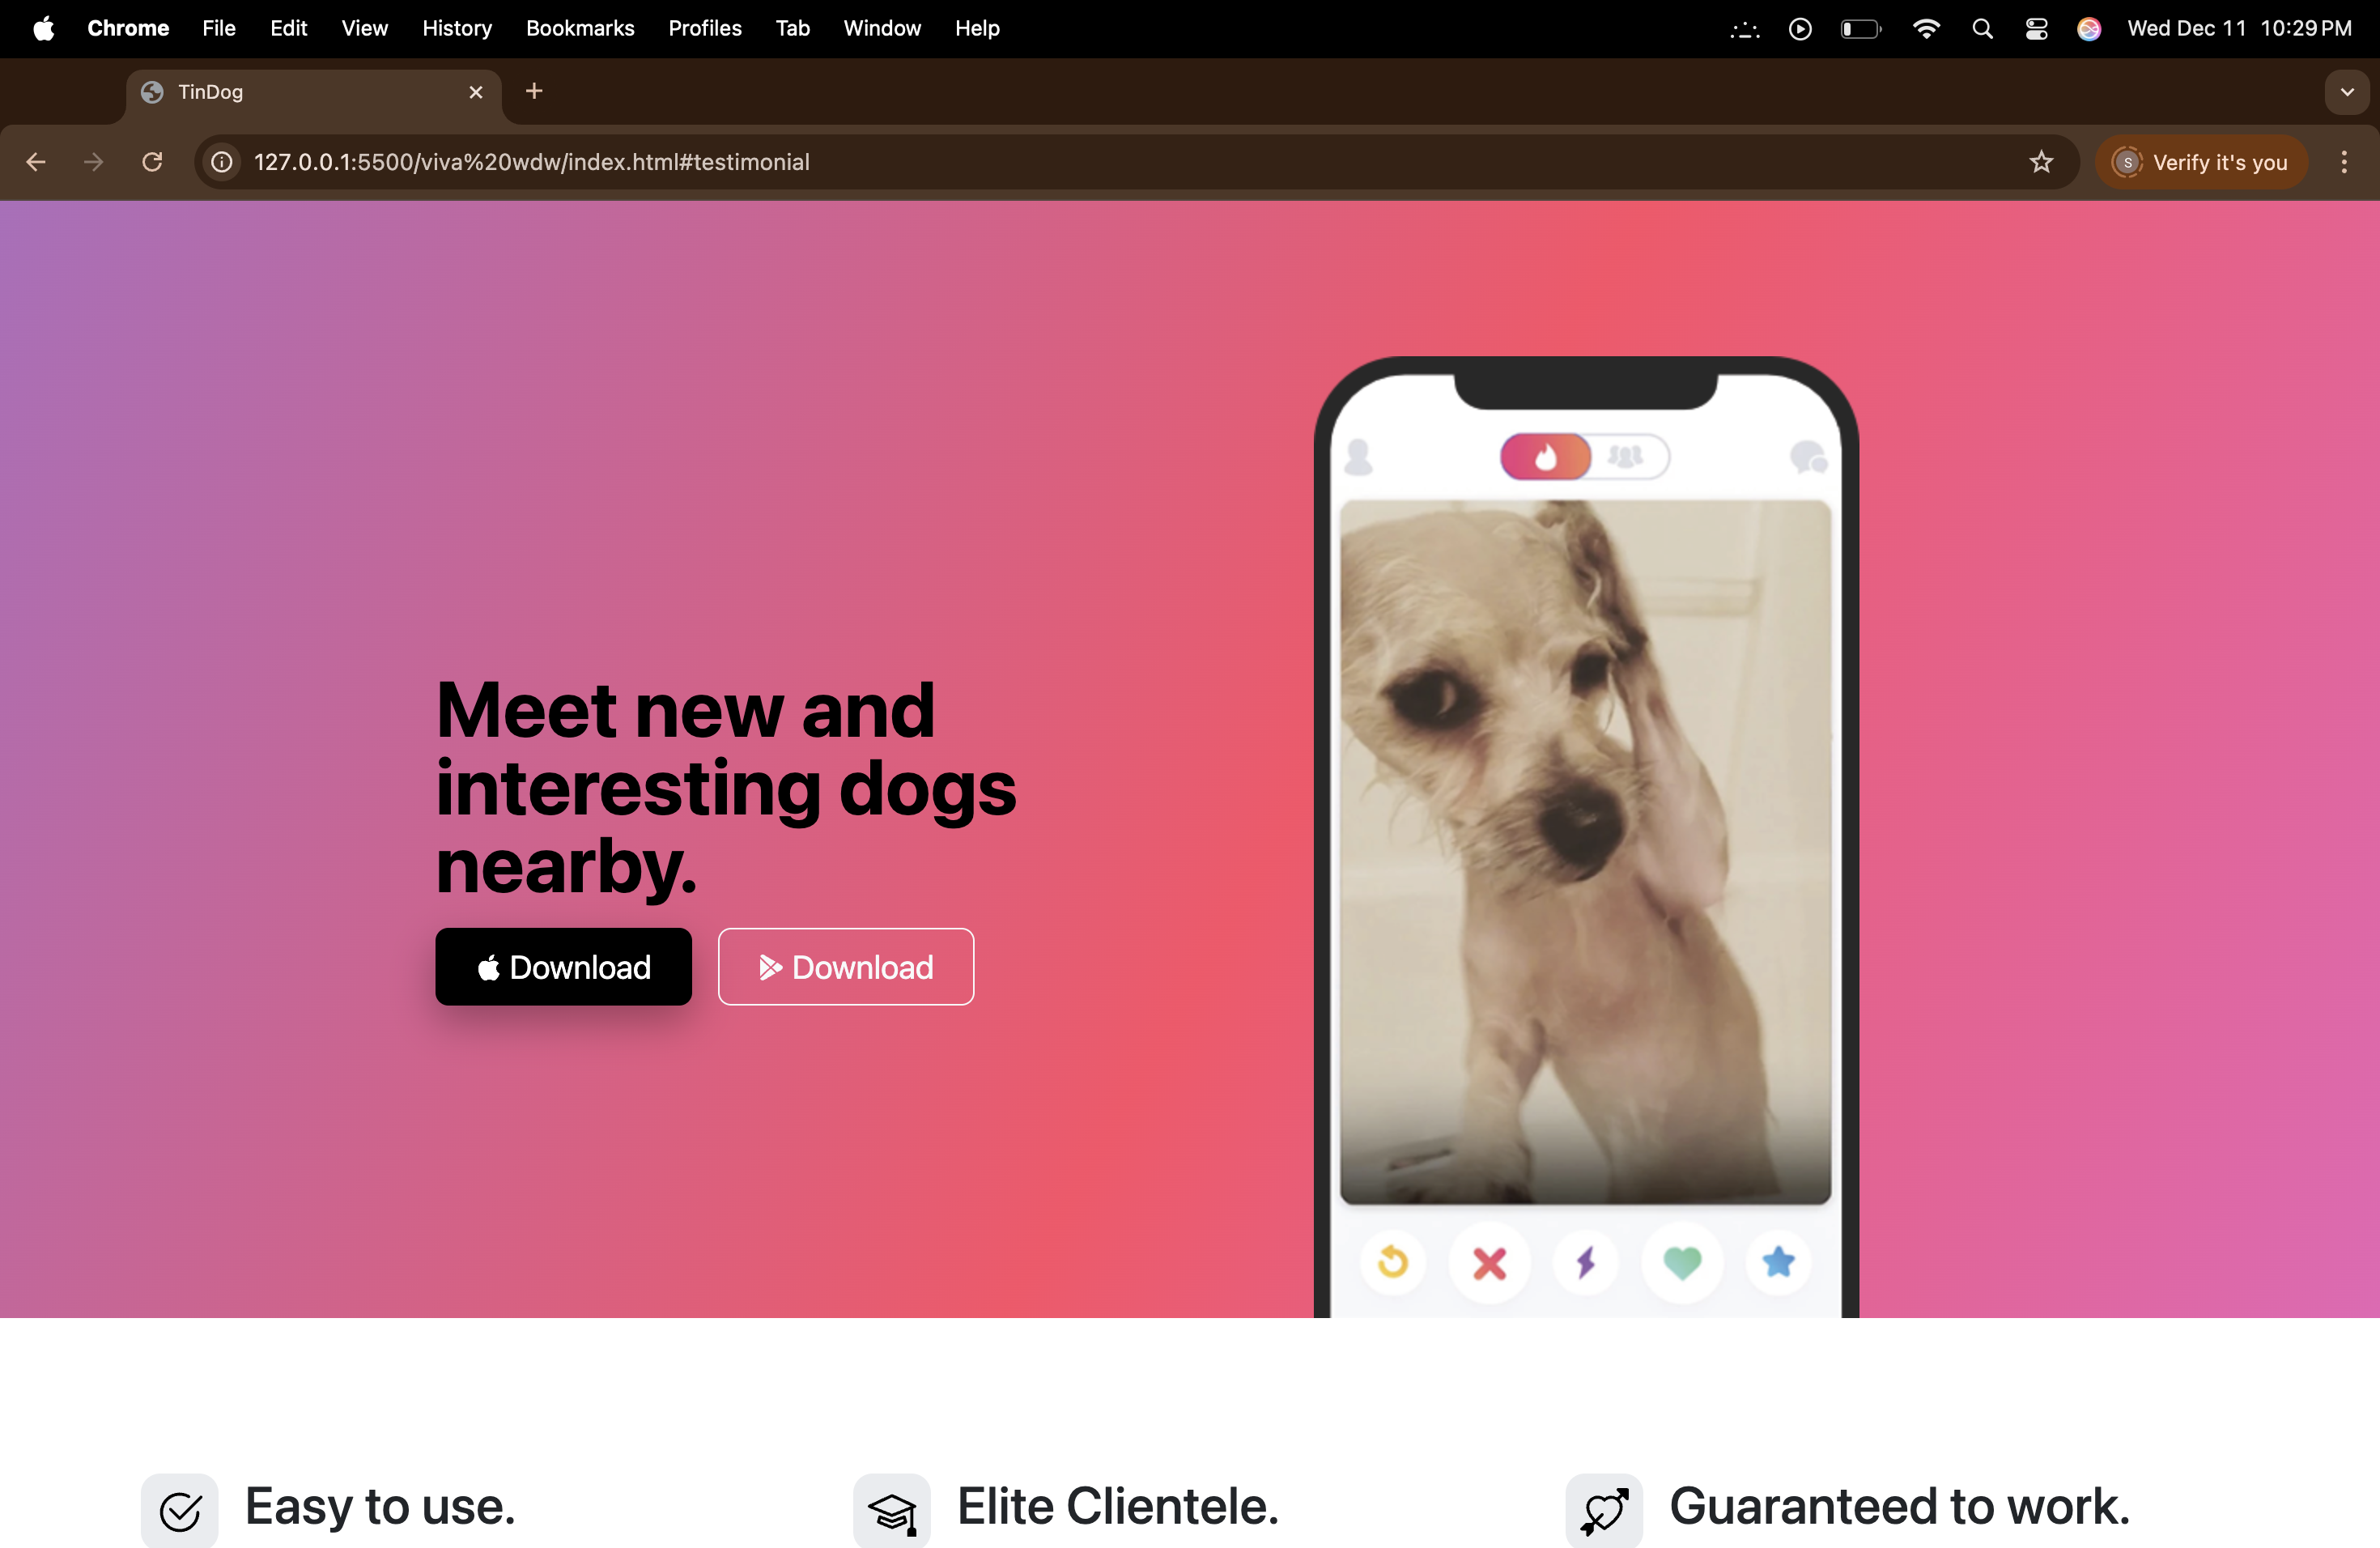 Chrome File Edit View History Bookmarks Profiles Tab Window Help Wed Dec 11 10:29 PM
TinDog
127.0.0.1:5500/viva%20wdw/index.html#testimonial
S Verify it's you
Meet new and
interesting dogs
nearby.
Download Download
Easy to use. Elite Clientele. Guaranteed to work.